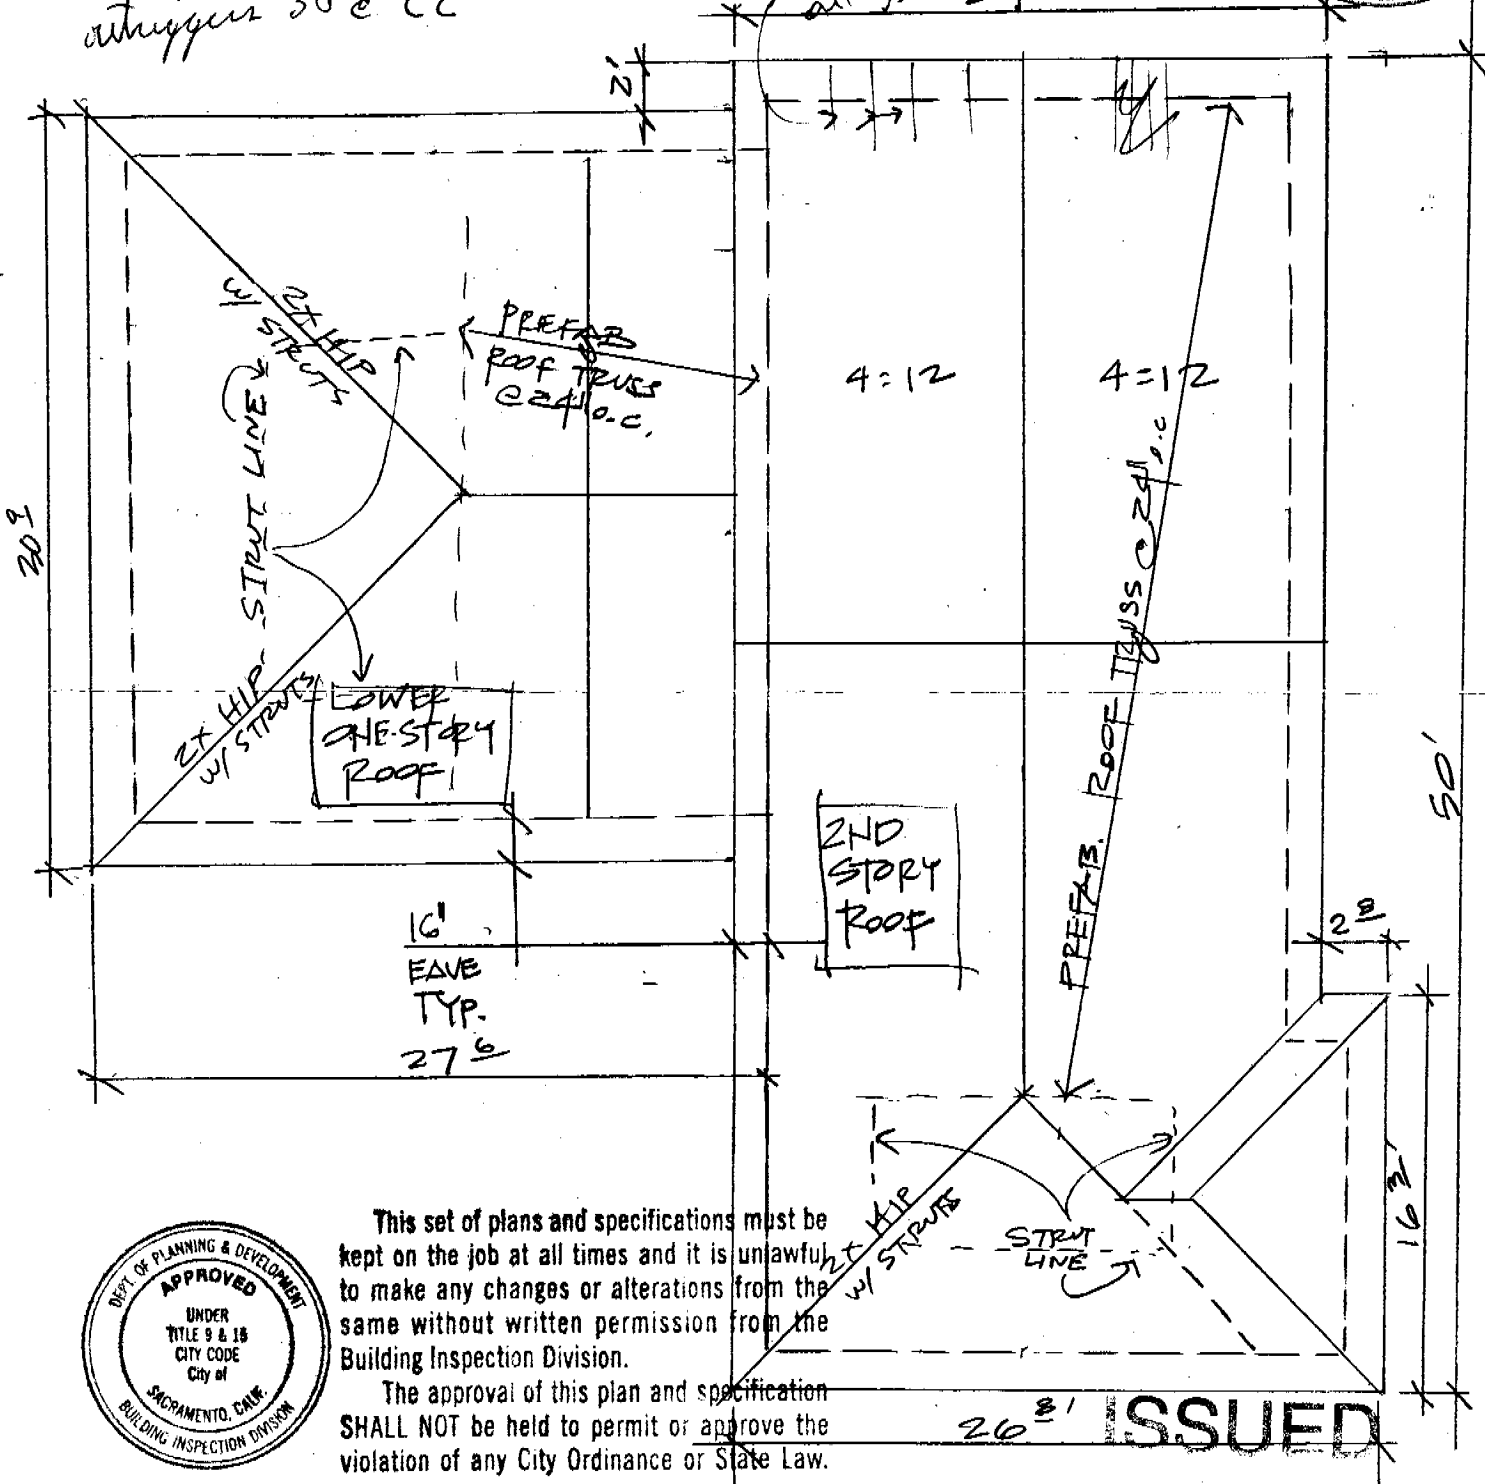 outriggers
2'
PREFAB
ROOF TRUSS
@ 24" o.c.
2x HIP
w/ STRUTS
STRUT LINE
2x HIP
w/ STRUTS
4:12
4:12
PREFAB. ROOF TRUSS @ 24" o.c
LOWER
ONE-STORY
ROOF
2ND
STORY
ROOF
50'
2 8
16"
EAVE
TYP.
27 6
16 3'
2x HIP
w/ STRUTS
STRUT
LINE
26 8'
ISSUED
DEPT. OF PLANNING & DEVELOPMENT
APPROVED
UNDER
TITLE 9 & 15
CITY CODE
City of
SACRAMENTO, CALIF.
BUILDING INSPECTION DIVISION
This set of plans and specifications must be
kept on the job at all times and it is unlawful
to make any changes or alterations from the
same without written permission from the
Building Inspection Division.
The approval of this plan and specification
SHALL NOT be held to permit or approve the
violation of any City Ordinance or State Law.